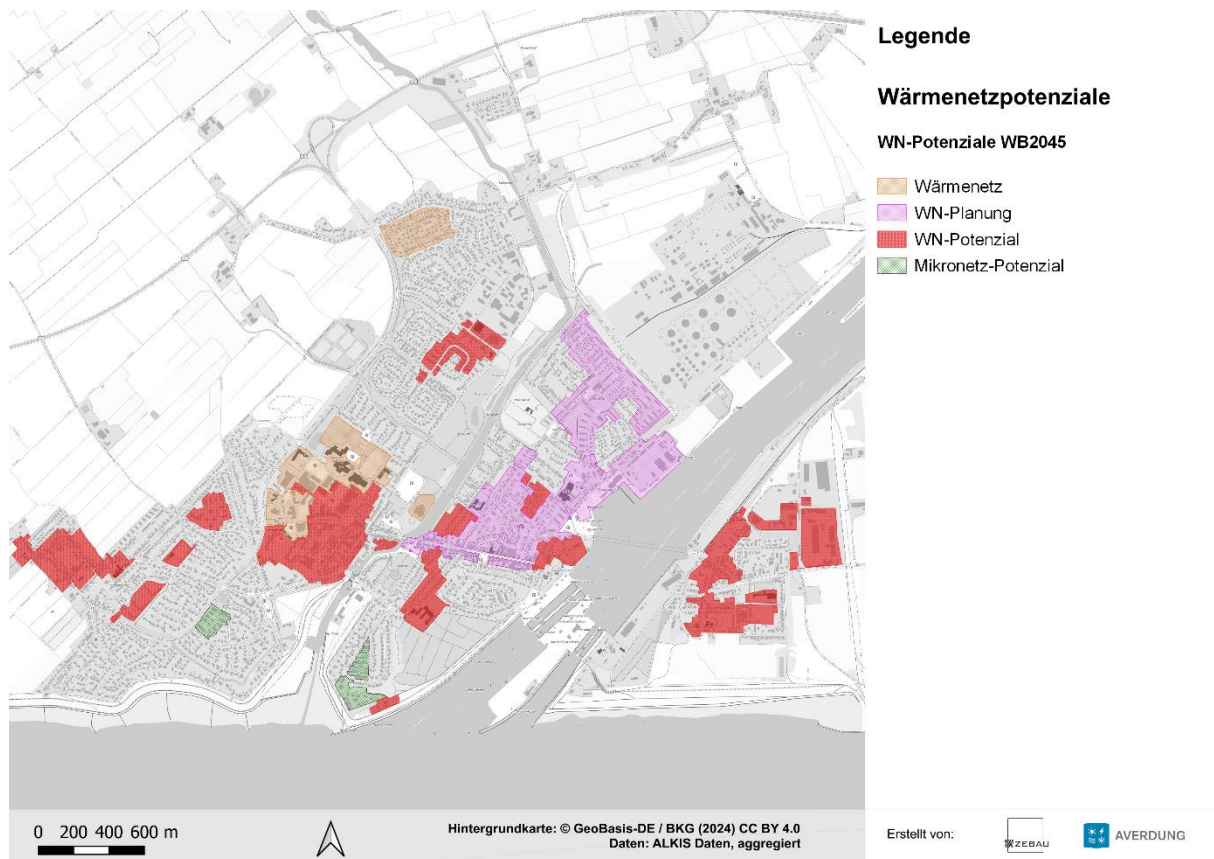 Legende
Wärmenetzpotenziale
WN-Potenziale WB2045
Wärmenetz
WN-Planung
WN-Potenzial
Mikronetz-Potenzial
0 200 400 600 m
Hintergrundkarte: © GeoBasis-DE / BKG (2024) CC BY 4.0
Daten: ALKIS Daten, aggregiert
Erstellt von:
ZEBAU
AVERDUNG